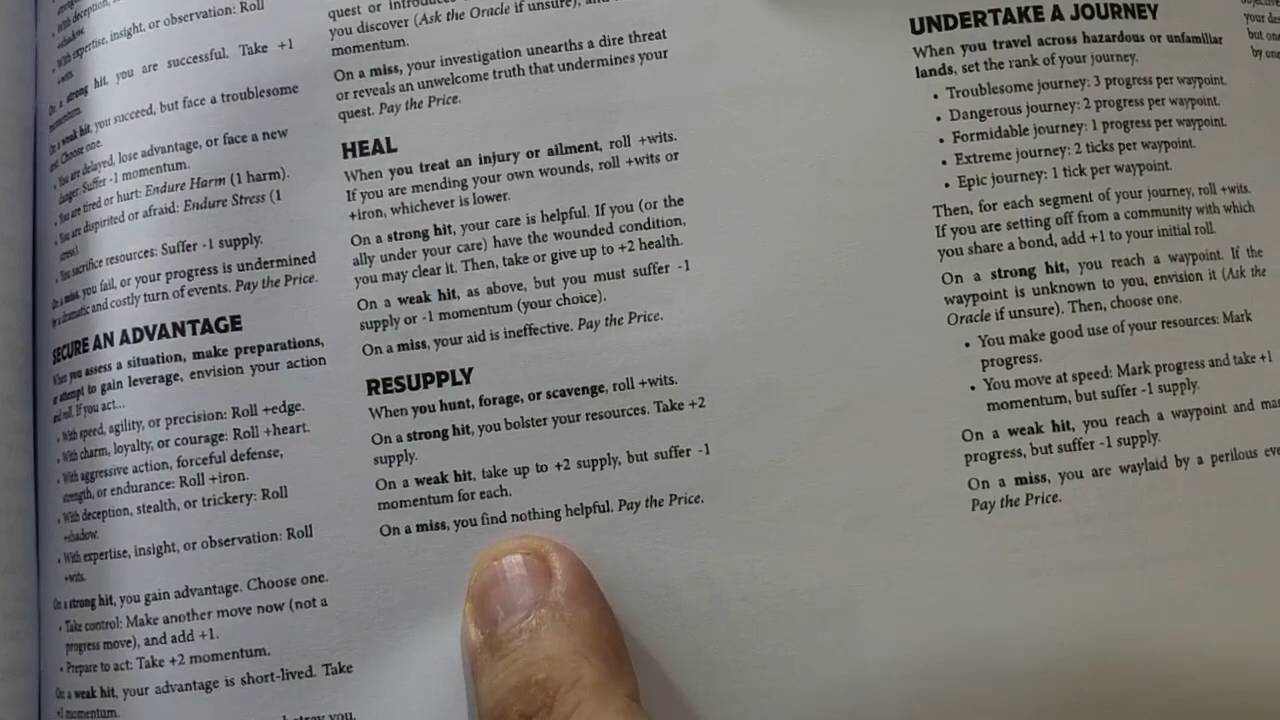 • With deception,
+shadow.
• With expertise, insight, or observation: Roll
+wits.
On a strong hit, you are successful. Take +1
momentum.
On a weak hit, you succeed, but face a troublesome
cost. Choose one.
• You are delayed, lose advantage, or face a new
danger: Suffer -1 momentum.
• You are tired or hurt: Endure Harm (1 harm).
• You are dispirited or afraid: Endure Stress (1
stress).
• You sacrifice resources: Suffer -1 supply.
On a miss, you fail, or your progress is undermined
by a dramatic and costly turn of events. Pay the Price.
SECURE AN ADVANTAGE
When you assess a situation, make preparations,
or attempt to gain leverage, envision your action
and roll. If you act...
• With speed, agility, or precision: Roll +edge.
• With charm, loyalty, or courage: Roll +heart.
• With aggressive action, forceful defense,
strength, or endurance: Roll +iron.
• With deception, stealth, or trickery: Roll
+shadow.
• With expertise, insight, or observation: Roll
+wits.
On a strong hit, you gain advantage. Choose one.
• Take control: Make another move now (not a
progress move), and add +1.
• Prepare to act: Take +2 momentum.
On a weak hit, your advantage is short-lived. Take
+1 momentum.
betray you,
quest or
you discover (Ask the Oracle if unsure),
momentum.
On a miss, your investigation unearths a dire threat
or reveals an unwelcome truth that undermines your
quest. Pay the Price.
HEAL
When you treat an injury or ailment, roll +wits.
If you are mending your own wounds, roll +wits or
+iron, whichever is lower.
On a strong hit, your care is helpful. If you (or the
ally under your care) have the wounded condition,
you may clear it. Then, take or give up to +2 health.
On a weak hit, as above, but you must suffer -1
supply or -1 momentum (your choice).
On a miss, your aid is ineffective. Pay the Price.
RESUPPLY
When you hunt, forage, or scavenge, roll +wits.
On a strong hit, you bolster your resources. Take +2
supply.
On a weak hit, take up to +2 supply, but suffer -1
momentum for each.
On a miss, you find nothing helpful. Pay the Price.
UNDERTAKE A JOURNEY
When you travel across hazardous or unfamiliar
lands, set the rank of your journey.
• Troublesome journey: 3 progress per waypoint.
• Dangerous journey: 2 progress per waypoint.
• Formidable journey: 1 progress per waypoint.
• Extreme journey: 2 ticks per waypoint.
• Epic journey: 1 tick per waypoint.
Then, for each segment of your journey, roll +wits.
If you are setting off from a community with which
you share a bond, add +1 to your initial roll.
On a strong hit, you reach a waypoint. If the
waypoint is unknown to you, envision it (Ask the
Oracle if unsure). Then, choose one.
• You make good use of your resources: Mark
progress.
• You move at speed: Mark progress and take +1
momentum, but suffer -1 supply.
On a weak hit, you reach a waypoint and
progress, but suffer -1 supply.
On a miss, you are waylaid by a perilous
Pay the Price.
your
but
by